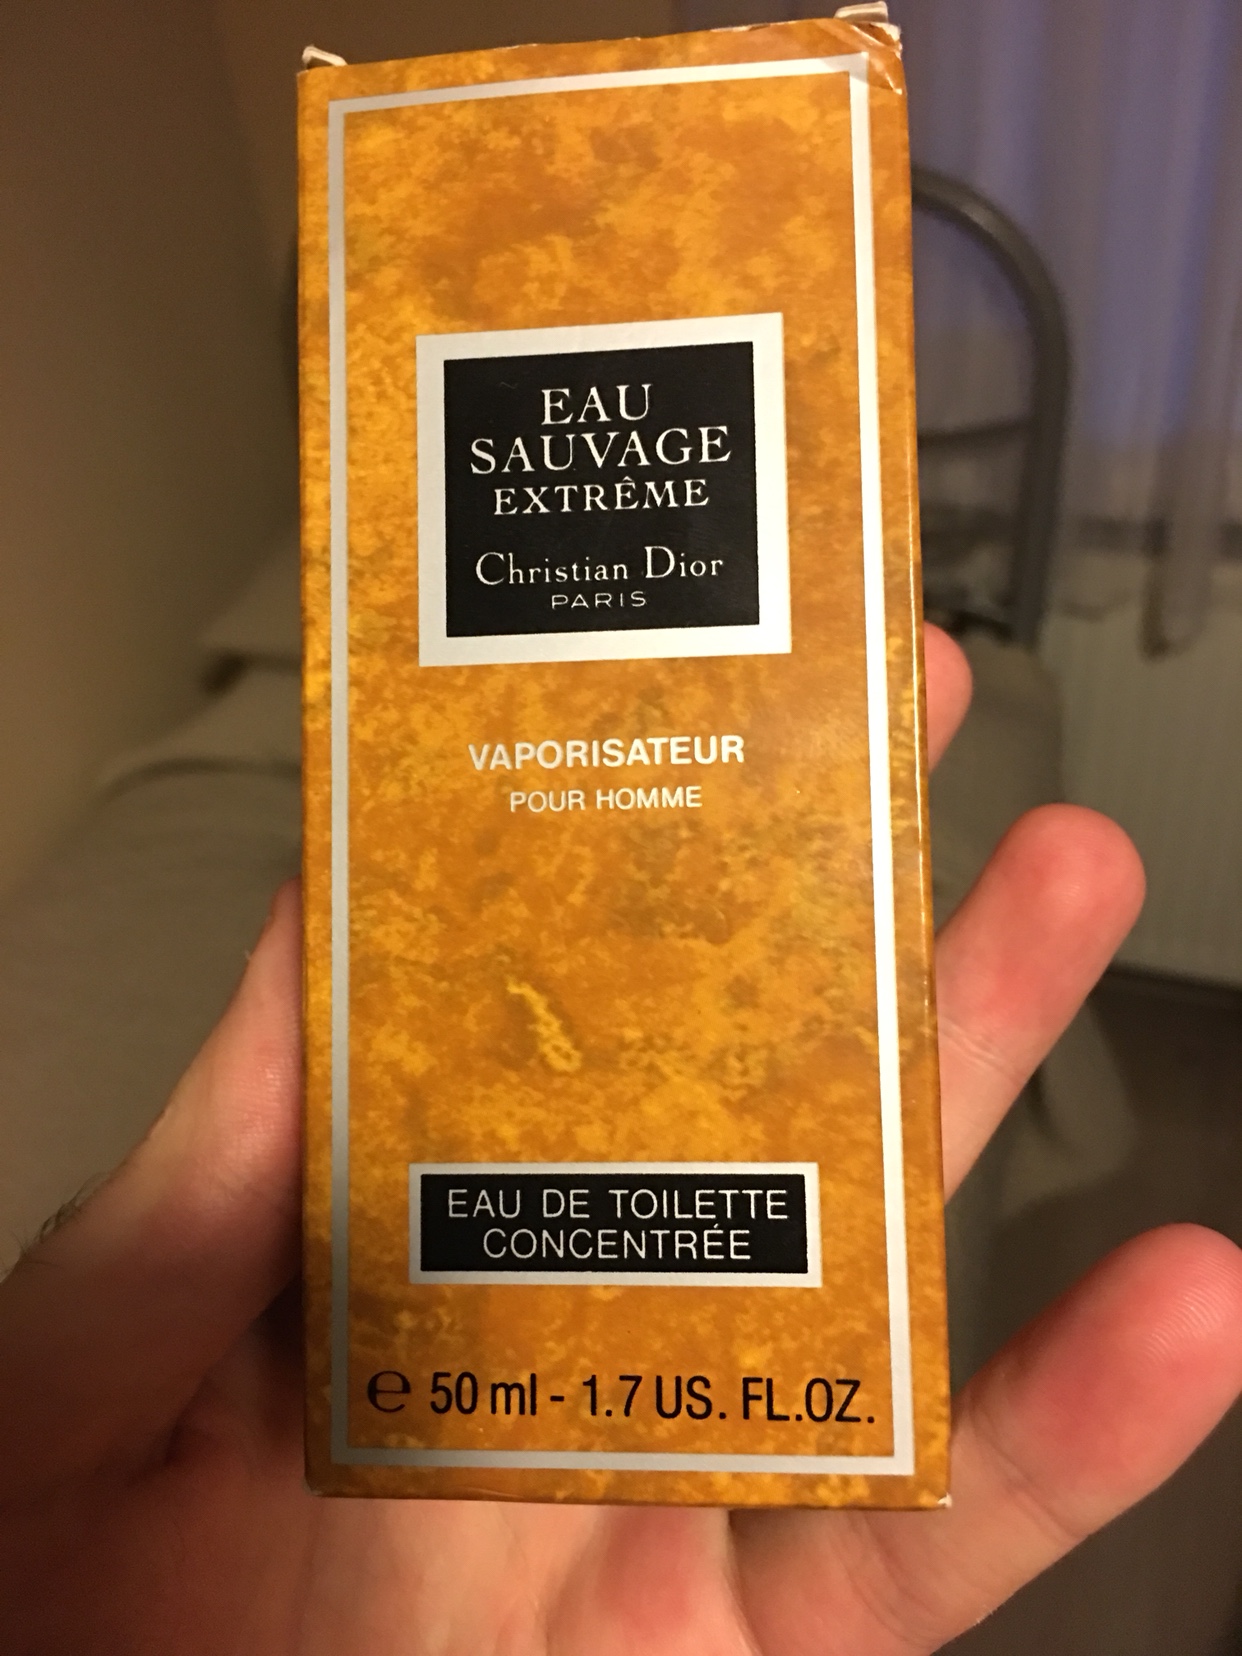 EAU
SAUVAGE
EXTRÊME
Christian Dior
PARIS
VAPORISATEUR
POUR HOMME
EAU DE TOILETTE
CONCENTRÉE
℮ 50 ml - 1.7 US. FL.OZ.